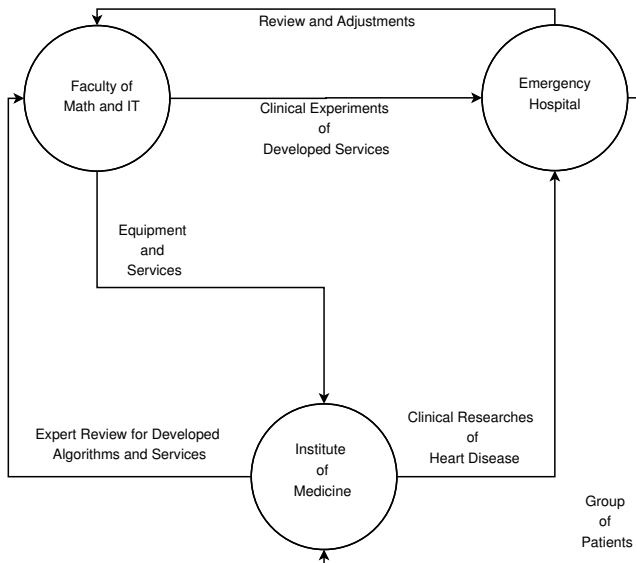 Review and Adjustments
Faculty of
Math and IT
Emergency
Hospital
Clinical Experiments
of
Developed Services
Equipment
and
Services
Expert Review for Developed
Algorithms and Services
Institute
of
Medicine
Clinical Researches
of
Heart Disease
Group
of
Patients